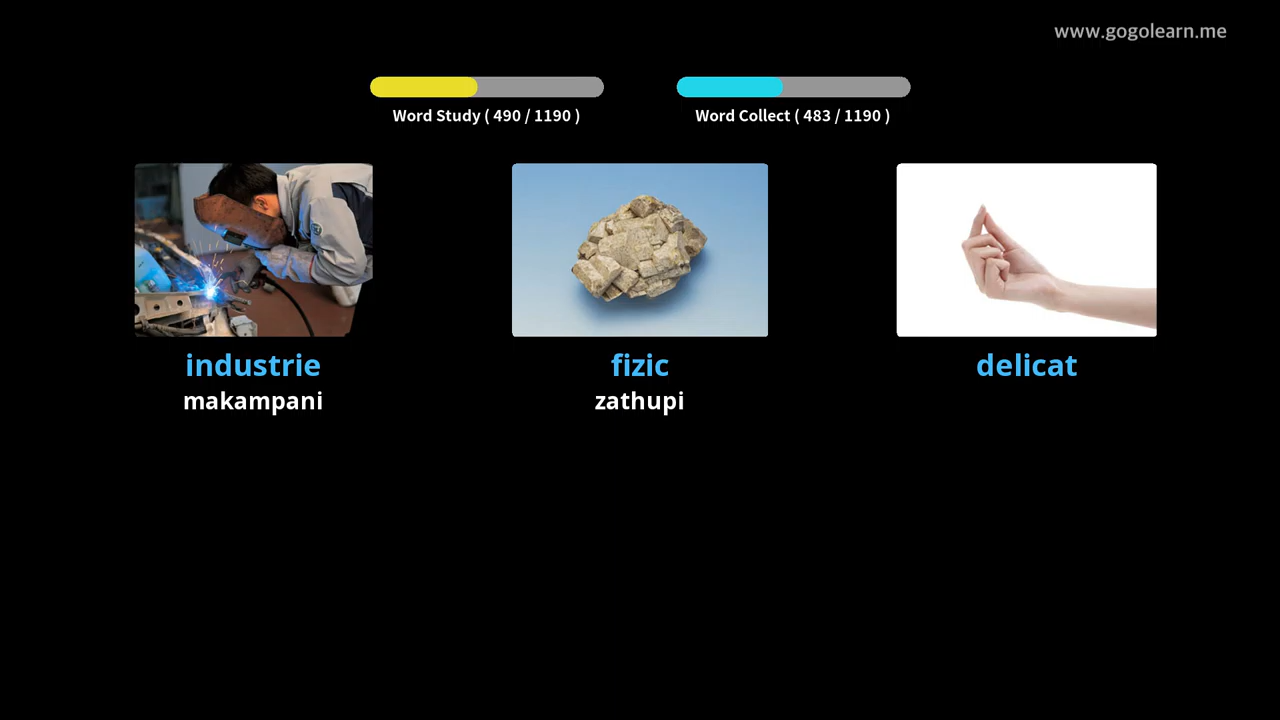 www.gogolearn.me
Word Study ( 490 / 1190 )
Word Collect ( 483 / 1190 )
industrie
makampani
fizic
zathupi
delicat